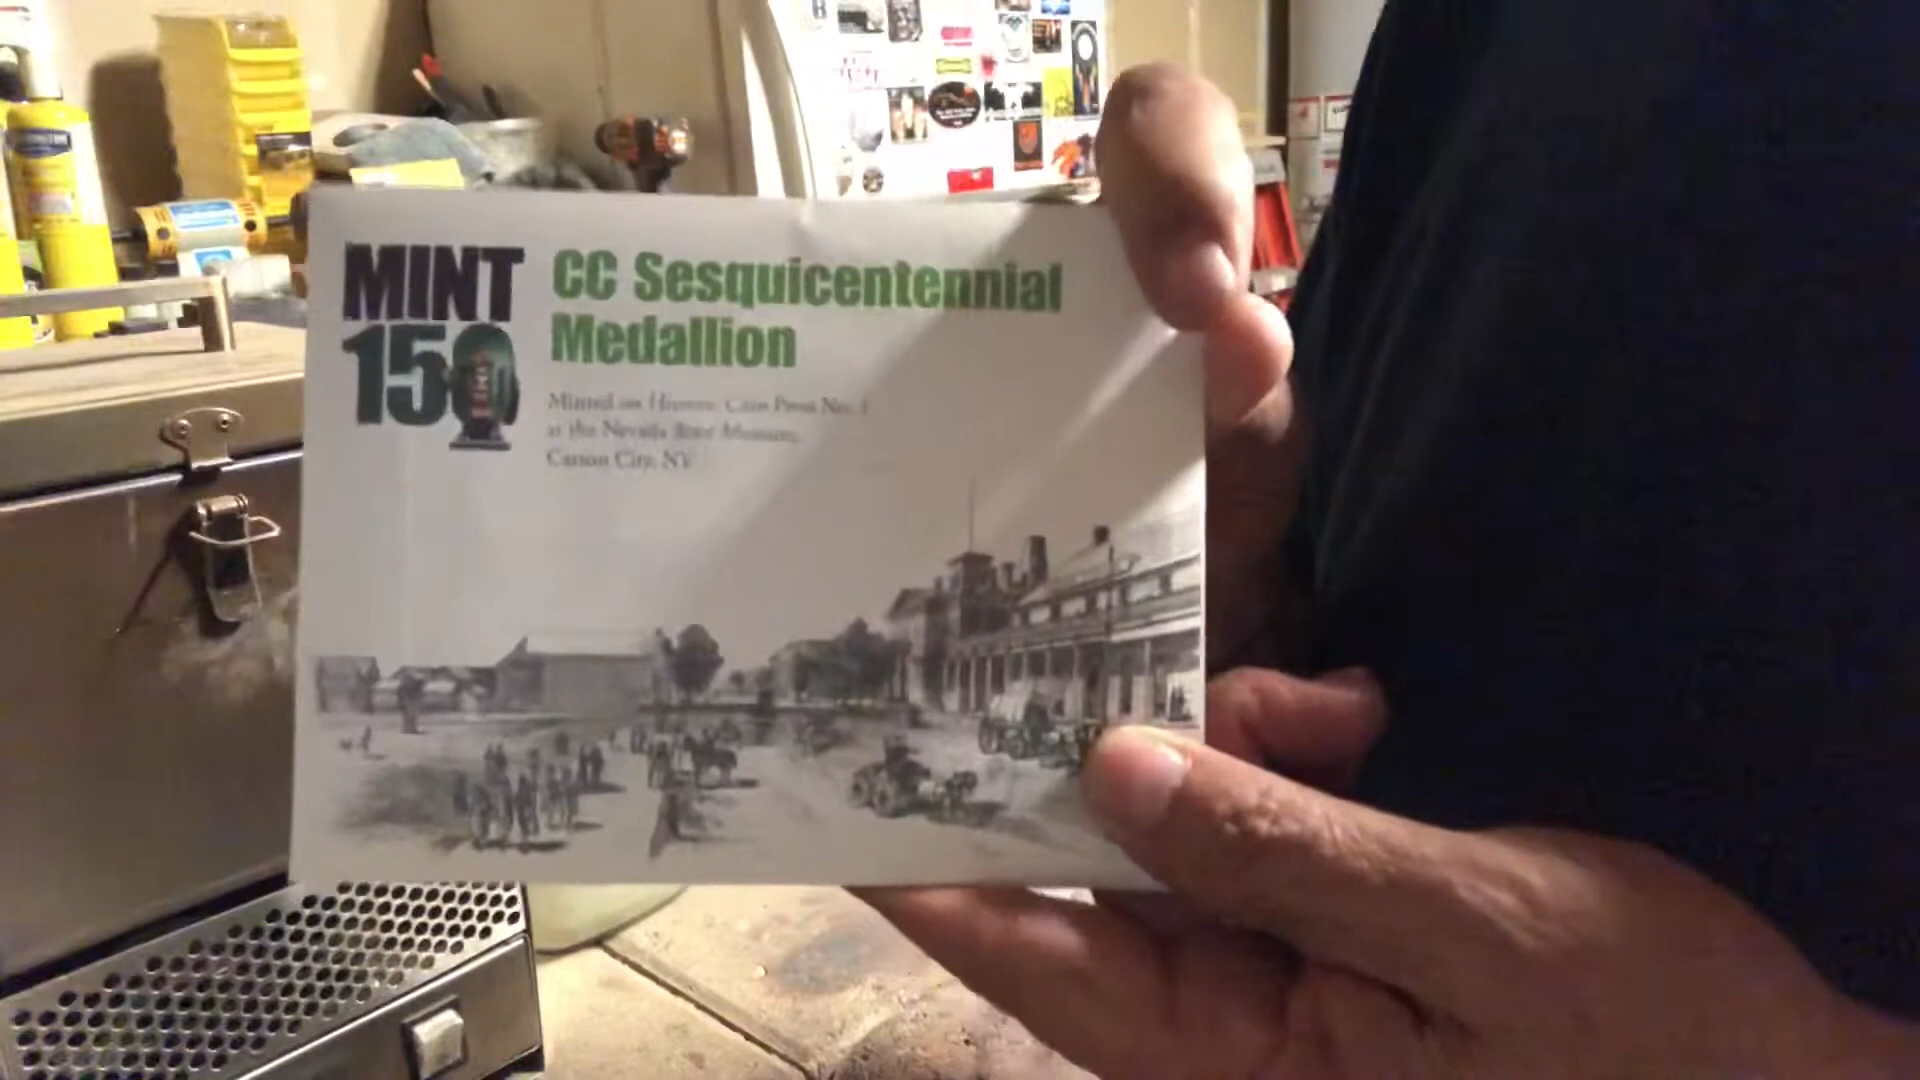 MINT
150
CC Sesquicentennial
Medallion
Minted on Historic Coin Press No. 1
at the Nevada State Museum,
Carson City, NV